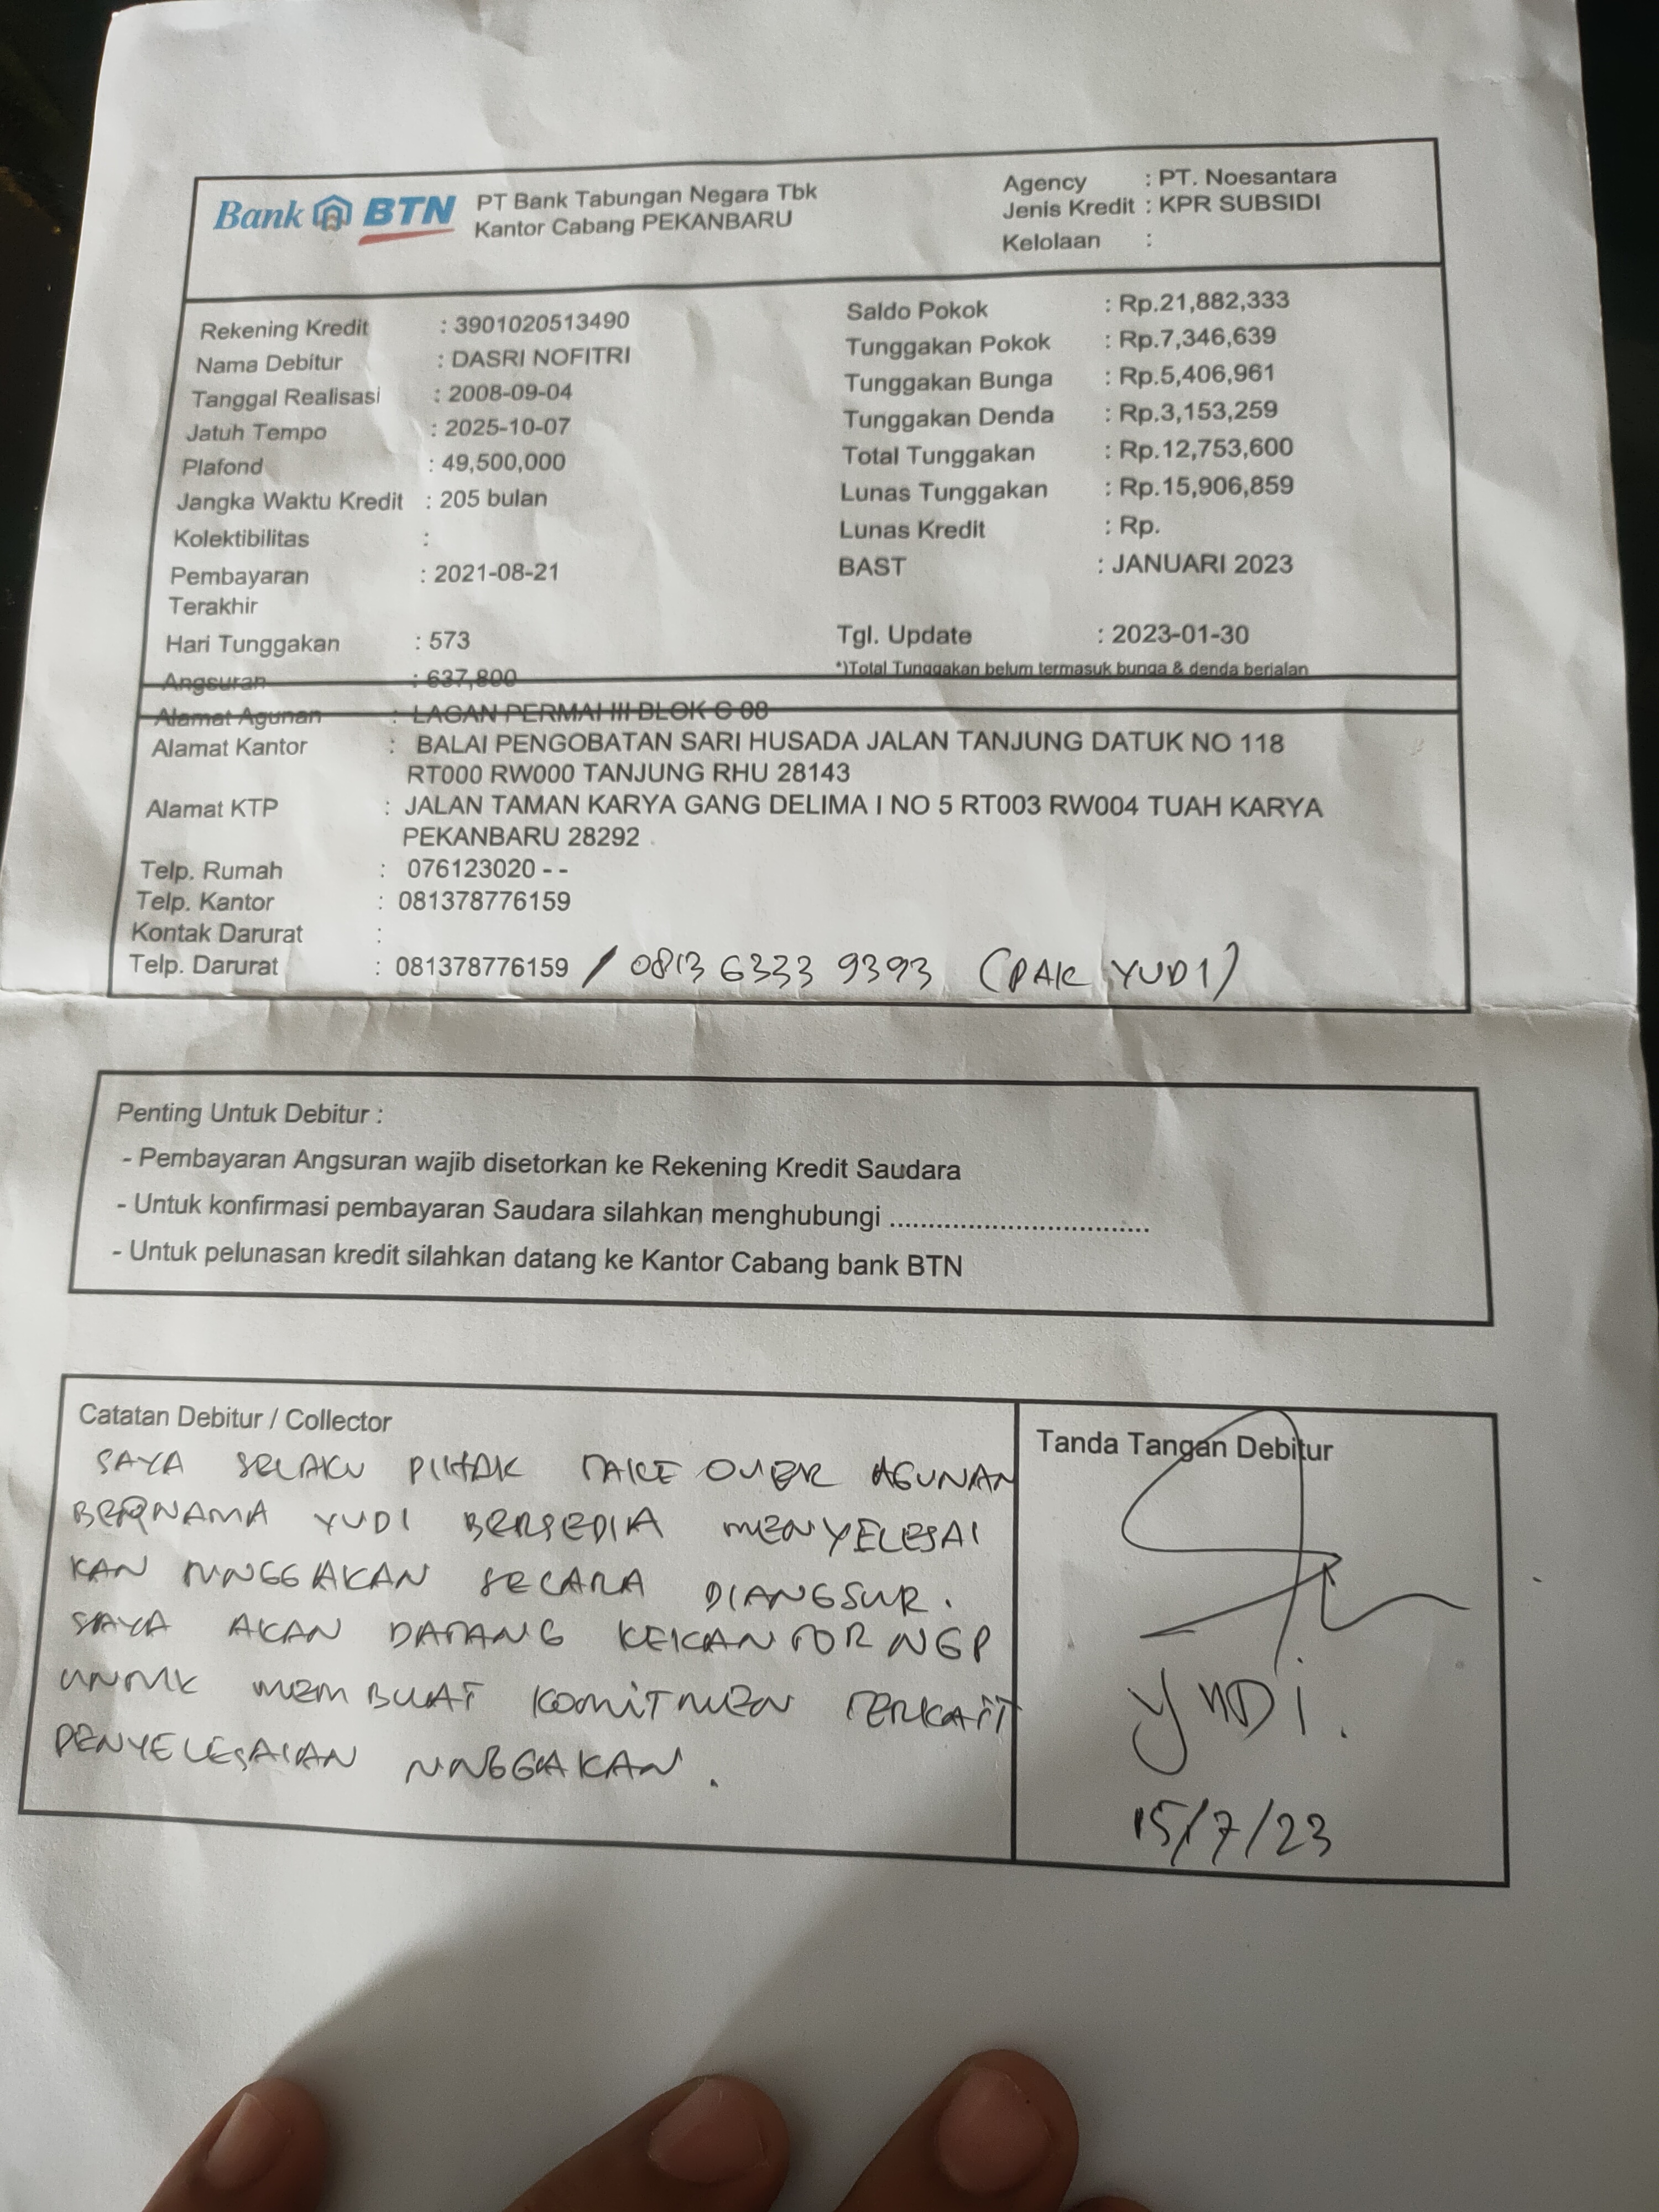 Bank BTN PT Bank Tabungan Negara Tbk
Kantor Cabang PEKANBARU
Agency : PT. Noesantara
Jenis Kredit : KPR SUBSIDI
Kelolaan :
Rekening Kredit : 3901020513490
Nama Debitur : DASRI NOFITRI
Tanggal Realisasi : 2008-09-04
Jatuh Tempo : 2025-10-07
Plafond : 49,500,000
Jangka Waktu Kredit : 205 bulan
Kolektibilitas :
Pembayaran : 2021-08-21
Terakhir
Hari Tunggakan : 573
Angsuran : 637,800
Saldo Pokok : Rp.21,882,333
Tunggakan Pokok : Rp.7,346,639
Tunggakan Bunga : Rp.5,406,961
Tunggakan Denda : Rp.3,153,259
Total Tunggakan : Rp.12,753,600
Lunas Tunggakan : Rp.15,906,859
Lunas Kredit : Rp.
BAST : JANUARI 2023
Tgl. Update : 2023-01-30
*)Total Tunggakan belum termasuk bunga & denda berjalan
Alamat Agunan : PERMAI III BLOK C 08
Alamat Kantor : BALAI PENGOBATAN SARI HUSADA JALAN TANJUNG DATUK NO 118
RT000 RW000 TANJUNG RHU 28143
Alamat KTP : JALAN TAMAN KARYA GANG DELIMA I NO 5 RT003 RW004 TUAH KARYA
PEKANBARU 28292
Telp. Rumah : 076123020 - -
Telp. Kantor : 081378776159
Kontak Darurat :
Telp. Darurat : 081378776159 / 0813 6333 9393 (PAK YUDI)
Penting Untuk Debitur :
- Pembayaran Angsuran wajib disetorkan ke Rekening Kredit Saudara
- Untuk konfirmasi pembayaran Saudara silahkan menghubungi ................................
- Untuk pelunasan kredit silahkan datang ke Kantor Cabang bank BTN
Catatan Debitur / Collector
SAYA SELAKU PIHAK TAKE OVER AGUNAN
BERNAMA YUDI BERSEDIA MENYELESAI
KAN TUNGGAKAN SECARA DIANGSUR.
SAYA AKAN DATANG KEKANTOR NGP
UNTUK MEMBUAT KOMITMEN TERKAIT
PENYELESAIAN TUNGGAKAN.
Tanda Tangan Debitur
YUDI.
15/7/23